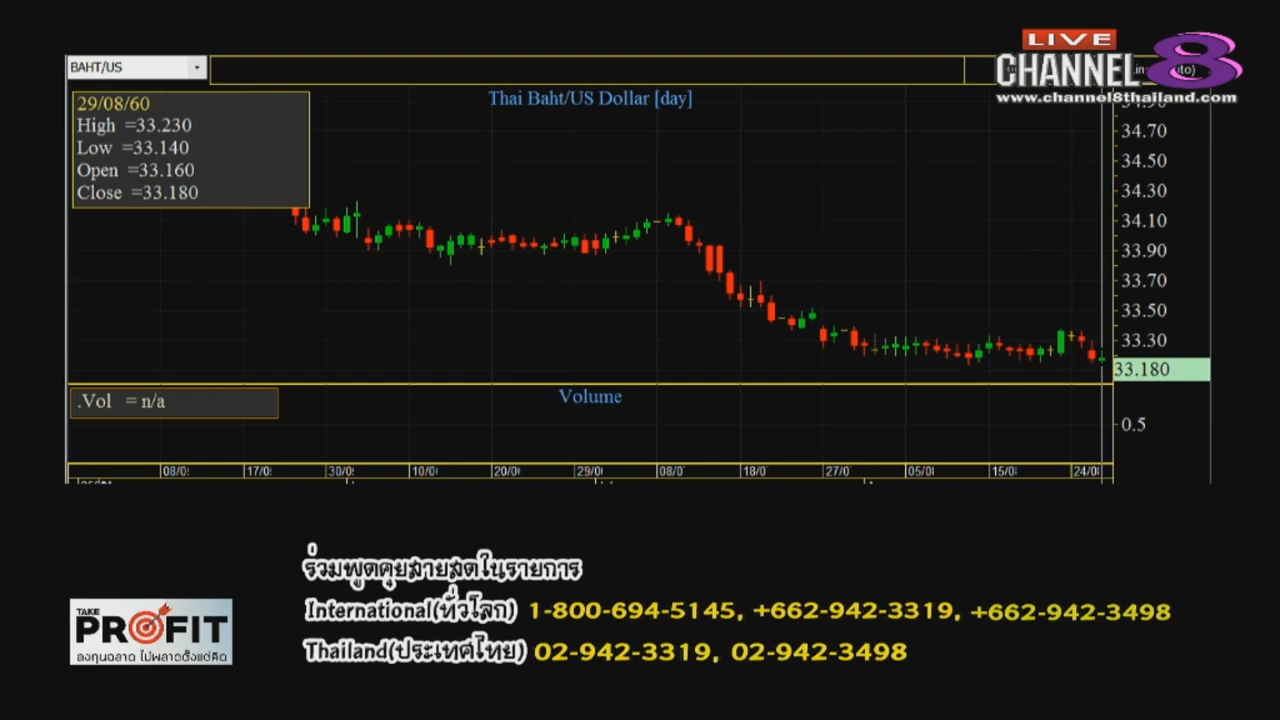 LIVE
CHANNEL 8
www.channel8thailand.com
BAHT/US
29/08/60
High =33.230
Low =33.140
Open =33.160
Close =33.180
Thai Baht/US Dollar [day]
34.70
34.50
34.30
34.10
33.90
33.70
33.50
33.30
33.180
.Vol = n/a
Volume
0.5
08/0 17/0 30/0 10/0 20/0 29/0 08/0 18/0 27/0 05/0 15/0 24/0
ร่วมพูดคุยสายสดในรายการ
International(ทั่วโลก) 1-800-694-5145, +662-942-3319, +662-942-3498
Thailand(ประเทศไทย) 02-942-3319, 02-942-3498
TAKE
PROFIT
ลงทุนฉลาด ไม่พลาดตั้งแต่คิด